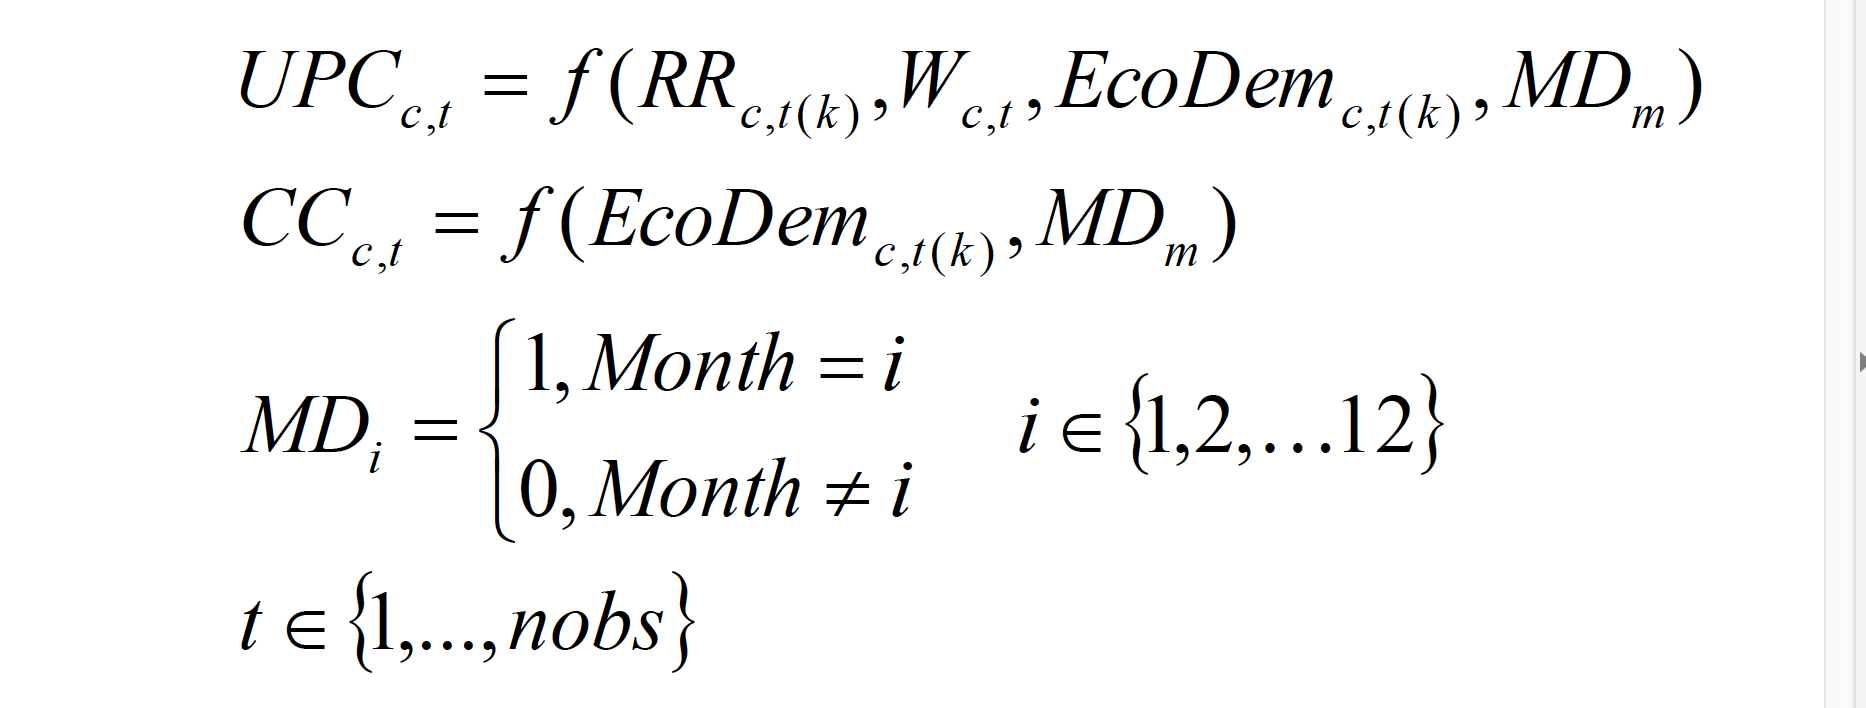 UPC_{c,t} = f(RR_{c,t(k)}, W_{c,t}, EcoDem_{c,t(k)}, MD_m)
CC_{c,t} = f(EcoDem_{c,t(k)}, MD_m)
MD_i = { 1, Month = i
0, Month ≠ i
i ∈ {1,2,...12}
t ∈ {1,..., nobs}